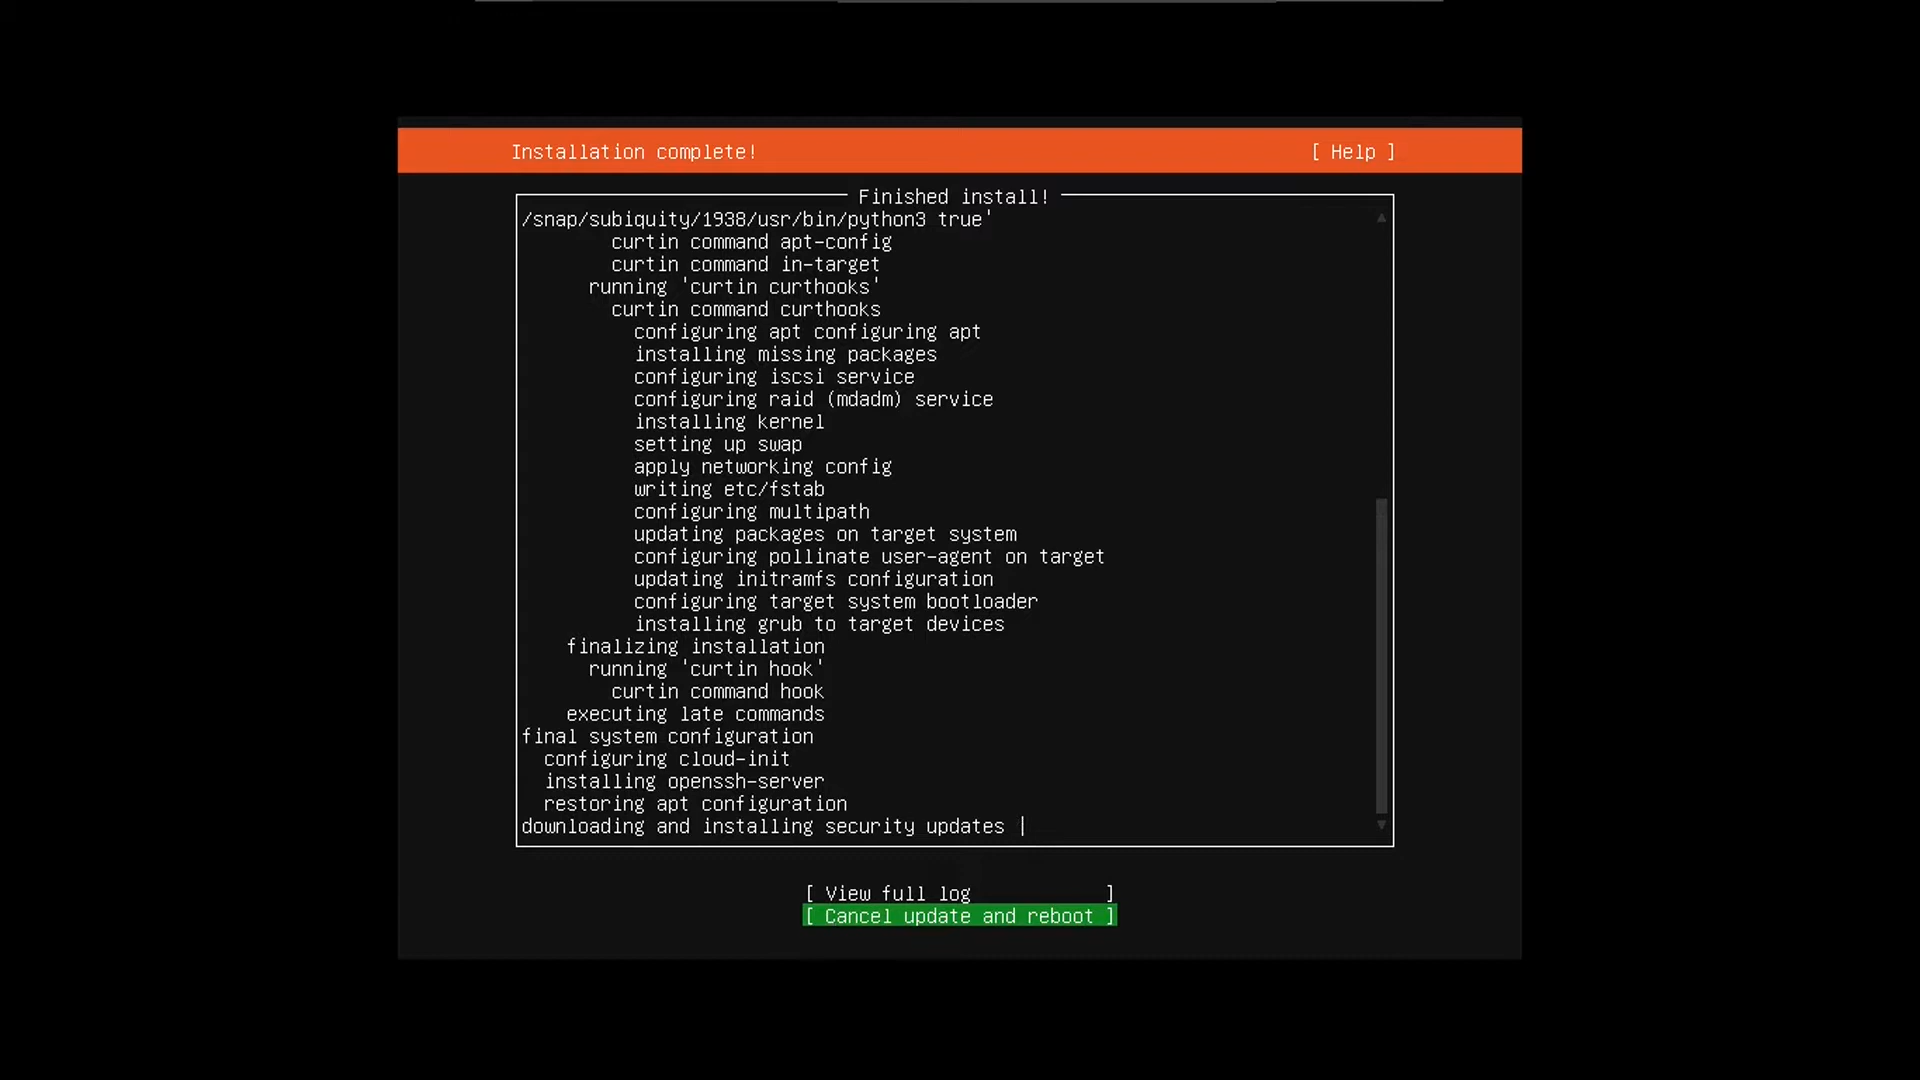 Installation complete! [ Help ]
Finished install!
/snap/subiquity/1938/usr/bin/python3 true'
curtin command apt-config
curtin command in-target
running 'curtin curthooks'
curtin command curthooks
configuring apt configuring apt
installing missing packages
configuring iscsi service
configuring raid (mdadm) service
installing kernel
setting up swap
apply networking config
writing etc/fstab
configuring multipath
updating packages on target system
configuring pollinate user-agent on target
updating initramfs configuration
configuring target system bootloader
installing grub to target devices
finalizing installation
running 'curtin hook'
curtin command hook
executing late commands
final system configuration
configuring cloud-init
installing openssh-server
restoring apt configuration
downloading and installing security updates |
[ View full log ]
[ Cancel update and reboot ]